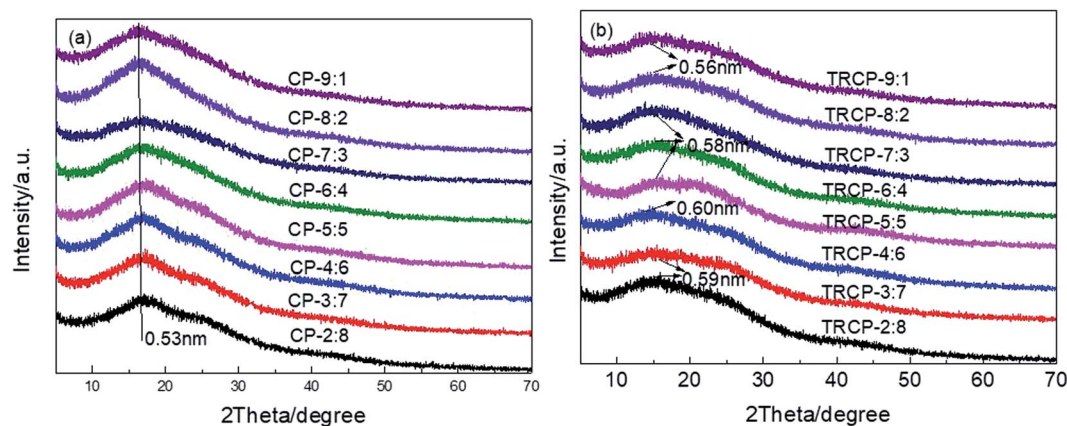 (a)
CP-9:1
CP-8:2
CP-7:3
CP-6:4
CP-5:5
CP-4:6
CP-3:7
CP-2:8
0.53nm
Intensity/a.u.
10 20 30 40 50 60 70
2Theta/degree
(b)
0.56nm
TRCP-9:1
TRCP-8:2
0.58nm
TRCP-7:3
TRCP-6:4
0.60nm
TRCP-5:5
TRCP-4:6
0.59nm
TRCP-3:7
TRCP-2:8
Intensity/a.u.
10 20 30 40 50 60 70
2Theta/degree